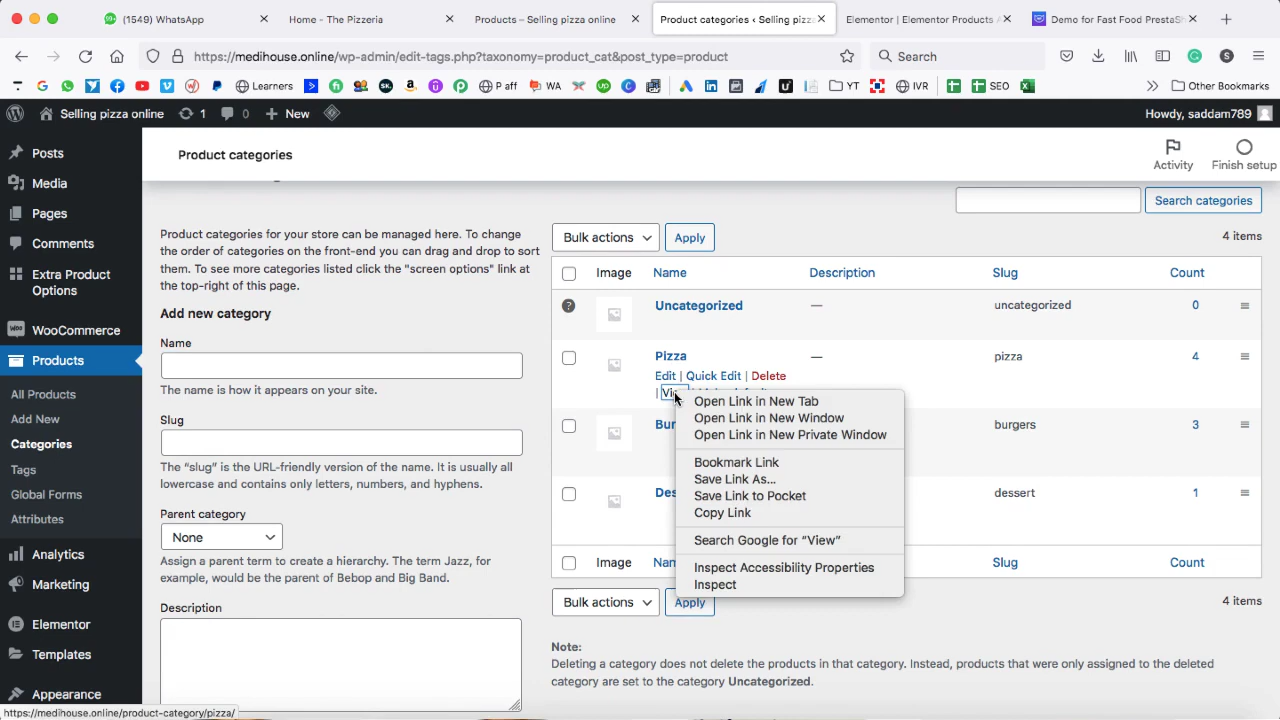 (1549) WhatsApp
Home - The Pizzeria
Products – Selling pizza online
Product categories ‹ Selling pizz
Elementor | Elementor Products
Demo for Fast Food PrestaSh
https://medihouse.online/wp-admin/edit-tags.php?taxonomy=product_cat&post_type=product
Search
Learners
P aff
WA
YT
IVR
SEO
Other Bookmarks
Selling pizza online
1
0
New
Howdy, saddam789
Posts
Media
Pages
Comments
Extra Product
Options
WooCommerce
Products
All Products
Add New
Categories
Tags
Global Forms
Attributes
Analytics
Marketing
Elementor
Templates
Appearance
Product categories
Activity
Finish setup
Search categories
Product categories for your store can be managed here. To change
the order of categories on the front-end you can drag and drop to sort
them. To see more categories listed click the "screen options" link at
the top-right of this page.
Add new category
Name
The name is how it appears on your site.
Slug
The “slug” is the URL-friendly version of the name. It is usually all
lowercase and contains only letters, numbers, and hyphens.
Parent category
None
Assign a parent term to create a hierarchy. The term Jazz, for
example, would be the parent of Bebop and Big Band.
Description
Bulk actions
Apply
4 items
Image Name Description Slug Count
Uncategorized — uncategorized 0
Pizza — pizza 4
Edit | Quick Edit | Delete
|
Bur burgers 3
Des dessert 1
Image Nam Slug Count
Open Link in New Tab
Open Link in New Window
Open Link in New Private Window
Bookmark Link
Save Link As...
Save Link to Pocket
Copy Link
Search Google for “View”
Inspect Accessibility Properties
Inspect
Bulk actions
Apply
4 items
Note:
Deleting a category does not delete the products in that category. Instead, products that were only assigned to the deleted
category are set to the category Uncategorized.
https://medihouse.online/product-category/pizza/